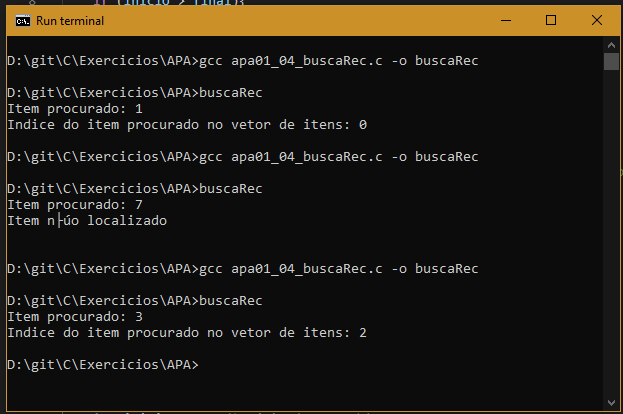 Run terminal
D:\git\C\Exercicios\APA>gcc apa01_04_buscaRec.c -o buscaRec
D:\git\C\Exercicios\APA>buscaRec
Item procurado: 1
Indice do item procurado no vetor de itens: 0
D:\git\C\Exercicios\APA>gcc apa01_04_buscaRec.c -o buscaRec
D:\git\C\Exercicios\APA>buscaRec
Item procurado: 7
Item n├úo localizado
D:\git\C\Exercicios\APA>gcc apa01_04_buscaRec.c -o buscaRec
D:\git\C\Exercicios\APA>buscaRec
Item procurado: 3
Indice do item procurado no vetor de itens: 2
D:\git\C\Exercicios\APA>